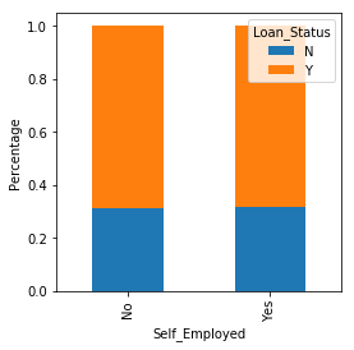 Loan_Status
N
Y
1.0
0.8
0.6
0.4
0.2
0.0
Percentage
No
Yes
Self_Employed